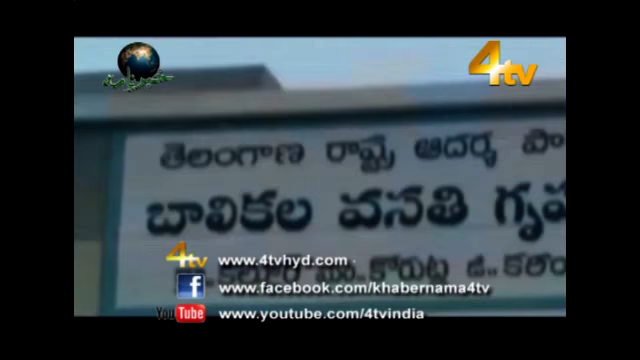 4tv
తెలంగాణ రాష్ట్ర ఆదర్శ పా
బాలికల వసతి గృహ
4tv www.4tvhyd.com
కోరుట్ల జి..
f www.facebook.com/khabernama4tv
YouTube www.youtube.com/4tvindia